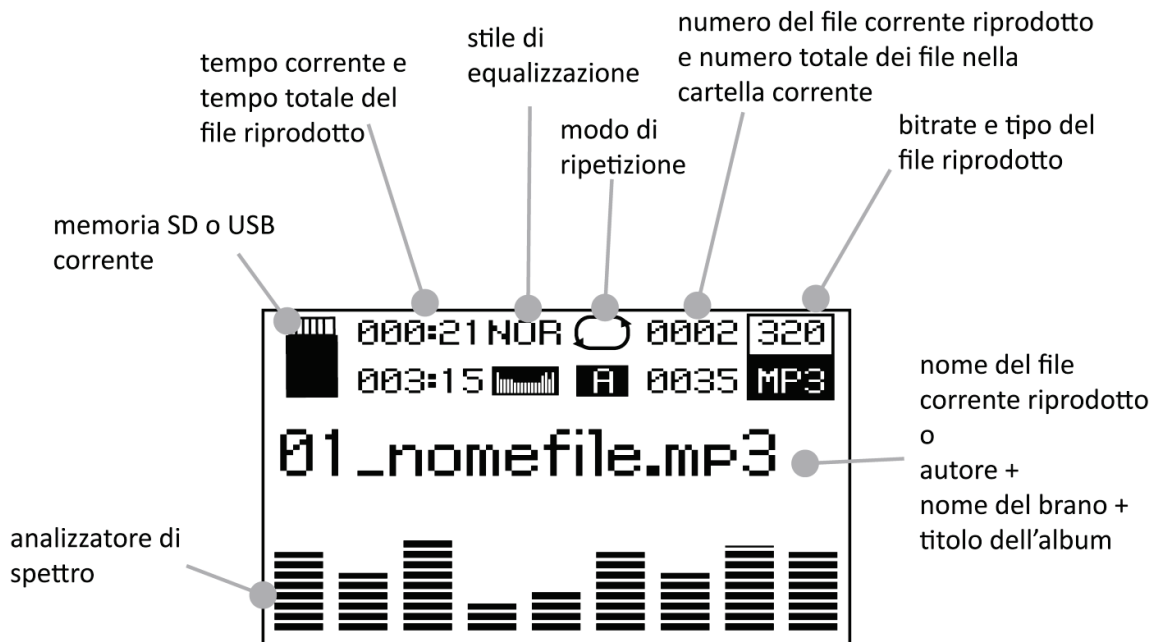 numero del file corrente riprodotto
e numero totale dei file nella
cartella corrente
stile di
equalizzazione
tempo corrente e
tempo totale del
file riprodotto
modo di
ripetizione
bitrate e tipo del
file riprodotto
memoria SD o USB
corrente
000:21 NOR 0002 320
003:15 A 0035 MP3
01_nomefile.mp3
nome del file
corrente riprodotto
o
autore +
nome del brano +
titolo dell’album
analizzatore di
spettro